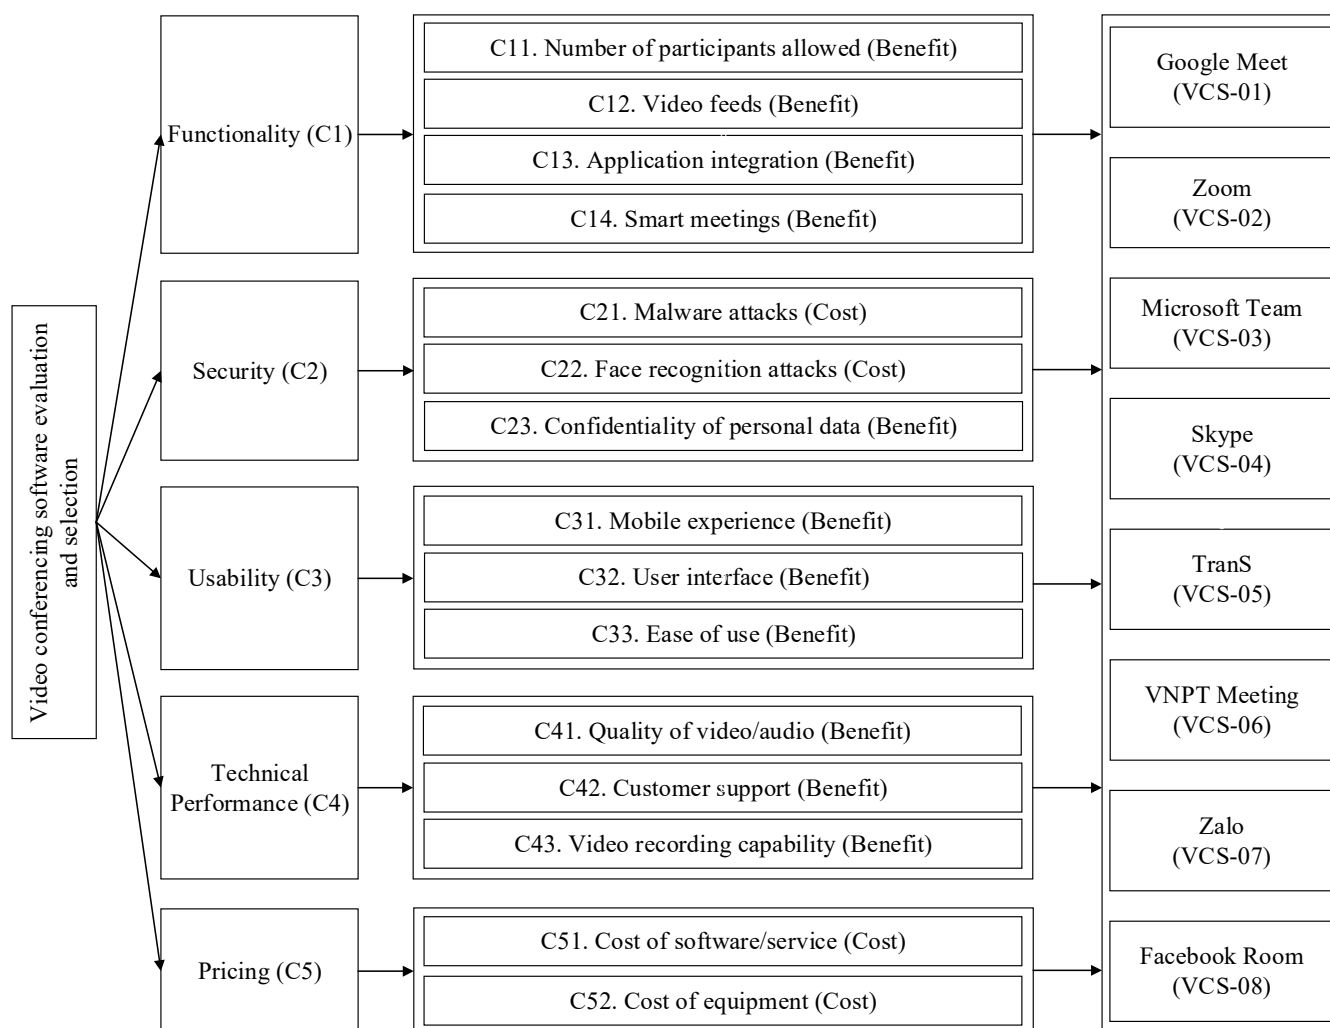 Video conferencing software evaluation
and selection
Functionality (C1)
C11. Number of participants allowed (Benefit)
C12. Video feeds (Benefit)
C13. Application integration (Benefit)
C14. Smart meetings (Benefit)
Security (C2)
C21. Malware attacks (Cost)
C22. Face recognition attacks (Cost)
C23. Confidentiality of personal data (Benefit)
Usability (C3)
C31. Mobile experience (Benefit)
C32. User interface (Benefit)
C33. Ease of use (Benefit)
Technical
Performance (C4)
C41. Quality of video/audio (Benefit)
C42. Customer support (Benefit)
C43. Video recording capability (Benefit)
Pricing (C5)
C51. Cost of software/service (Cost)
C52. Cost of equipment (Cost)
Google Meet
(VCS-01)
Zoom
(VCS-02)
Microsoft Team
(VCS-03)
Skype
(VCS-04)
TranS
(VCS-05)
VNPT Meeting
(VCS-06)
Zalo
(VCS-07)
Facebook Room
(VCS-08)